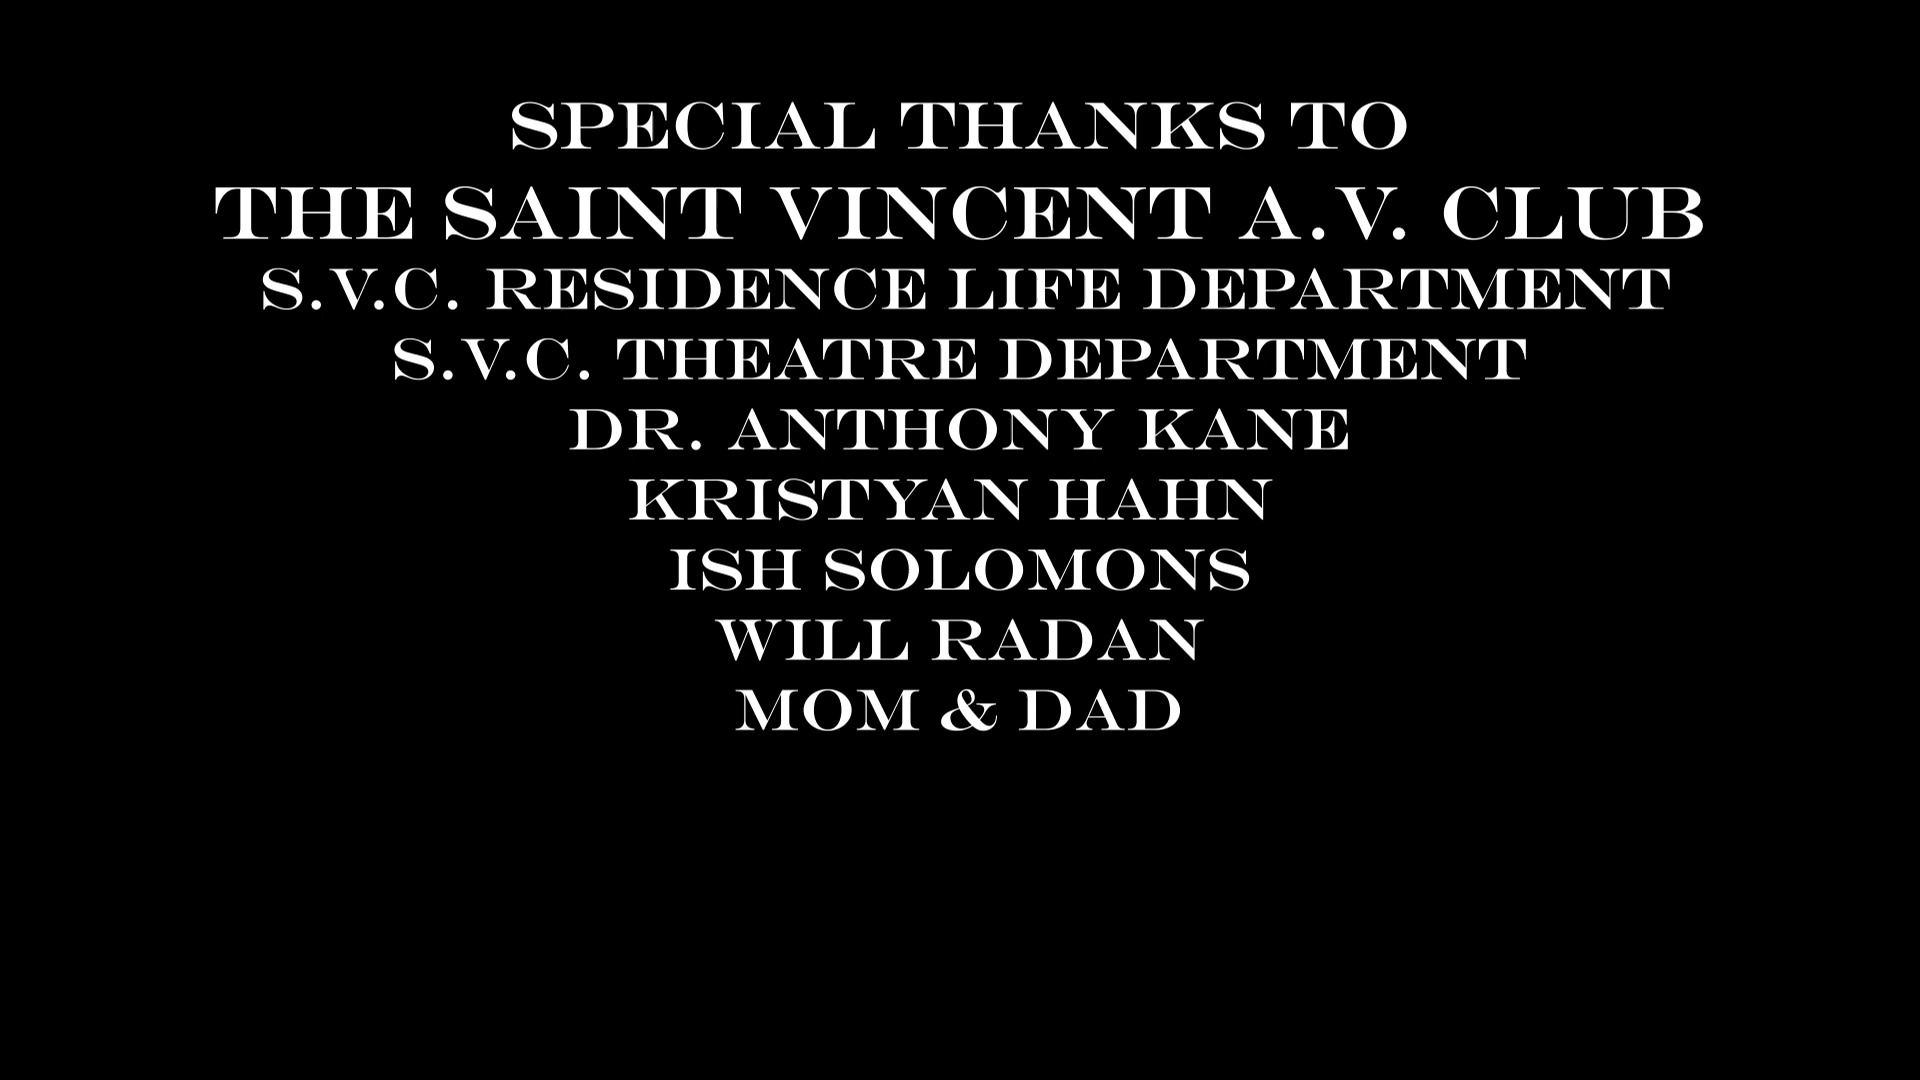 SPECIAL THANKS TO
THE SAINT VINCENT A.V. CLUB
S.V.C. RESIDENCE LIFE DEPARTMENT
S.V.C. THEATRE DEPARTMENT
DR. ANTHONY KANE
KRISTYAN HAHN
ISH SOLOMONS
WILL RADAN
MOM & DAD